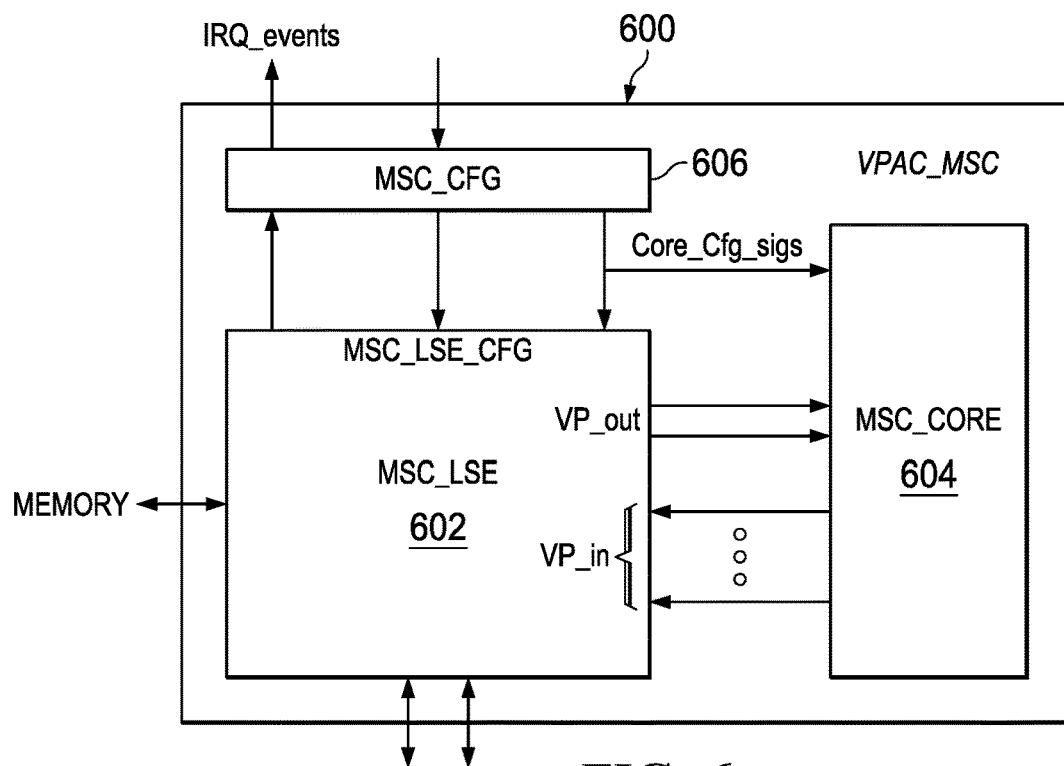 IRQ_events
600
MSC_CFG
606
VPAC_MSC
Core_Cfg_sigs
MSC_LSE_CFG
VP_out
MSC_CORE
604
MSC_LSE
602
MEMORY
VP_in